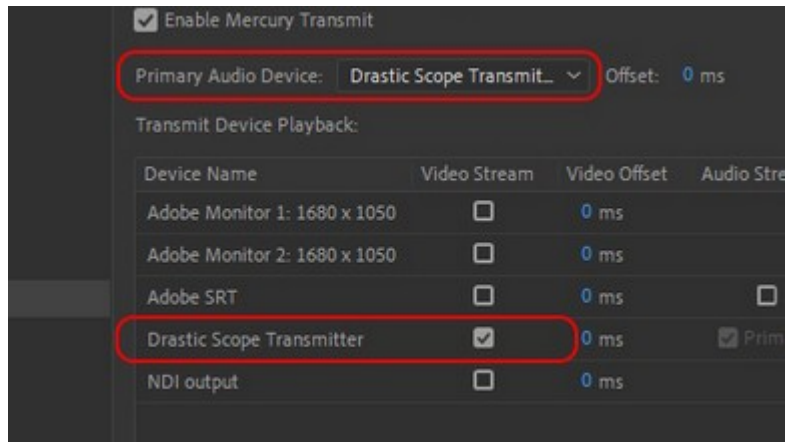 Enable Mercury Transmit
Primary Audio Device: Drastic Scope Transmit... Offset: 0 ms
Transmit Device Playback:
Device Name Video Stream Video Offset Audio Stre
Adobe Monitor 1: 1680 x 1050 0 ms
Adobe Monitor 2: 1680 x 1050 0 ms
Adobe SRT 0 ms
Drastic Scope Transmitter 0 ms Prim
NDI output 0 ms